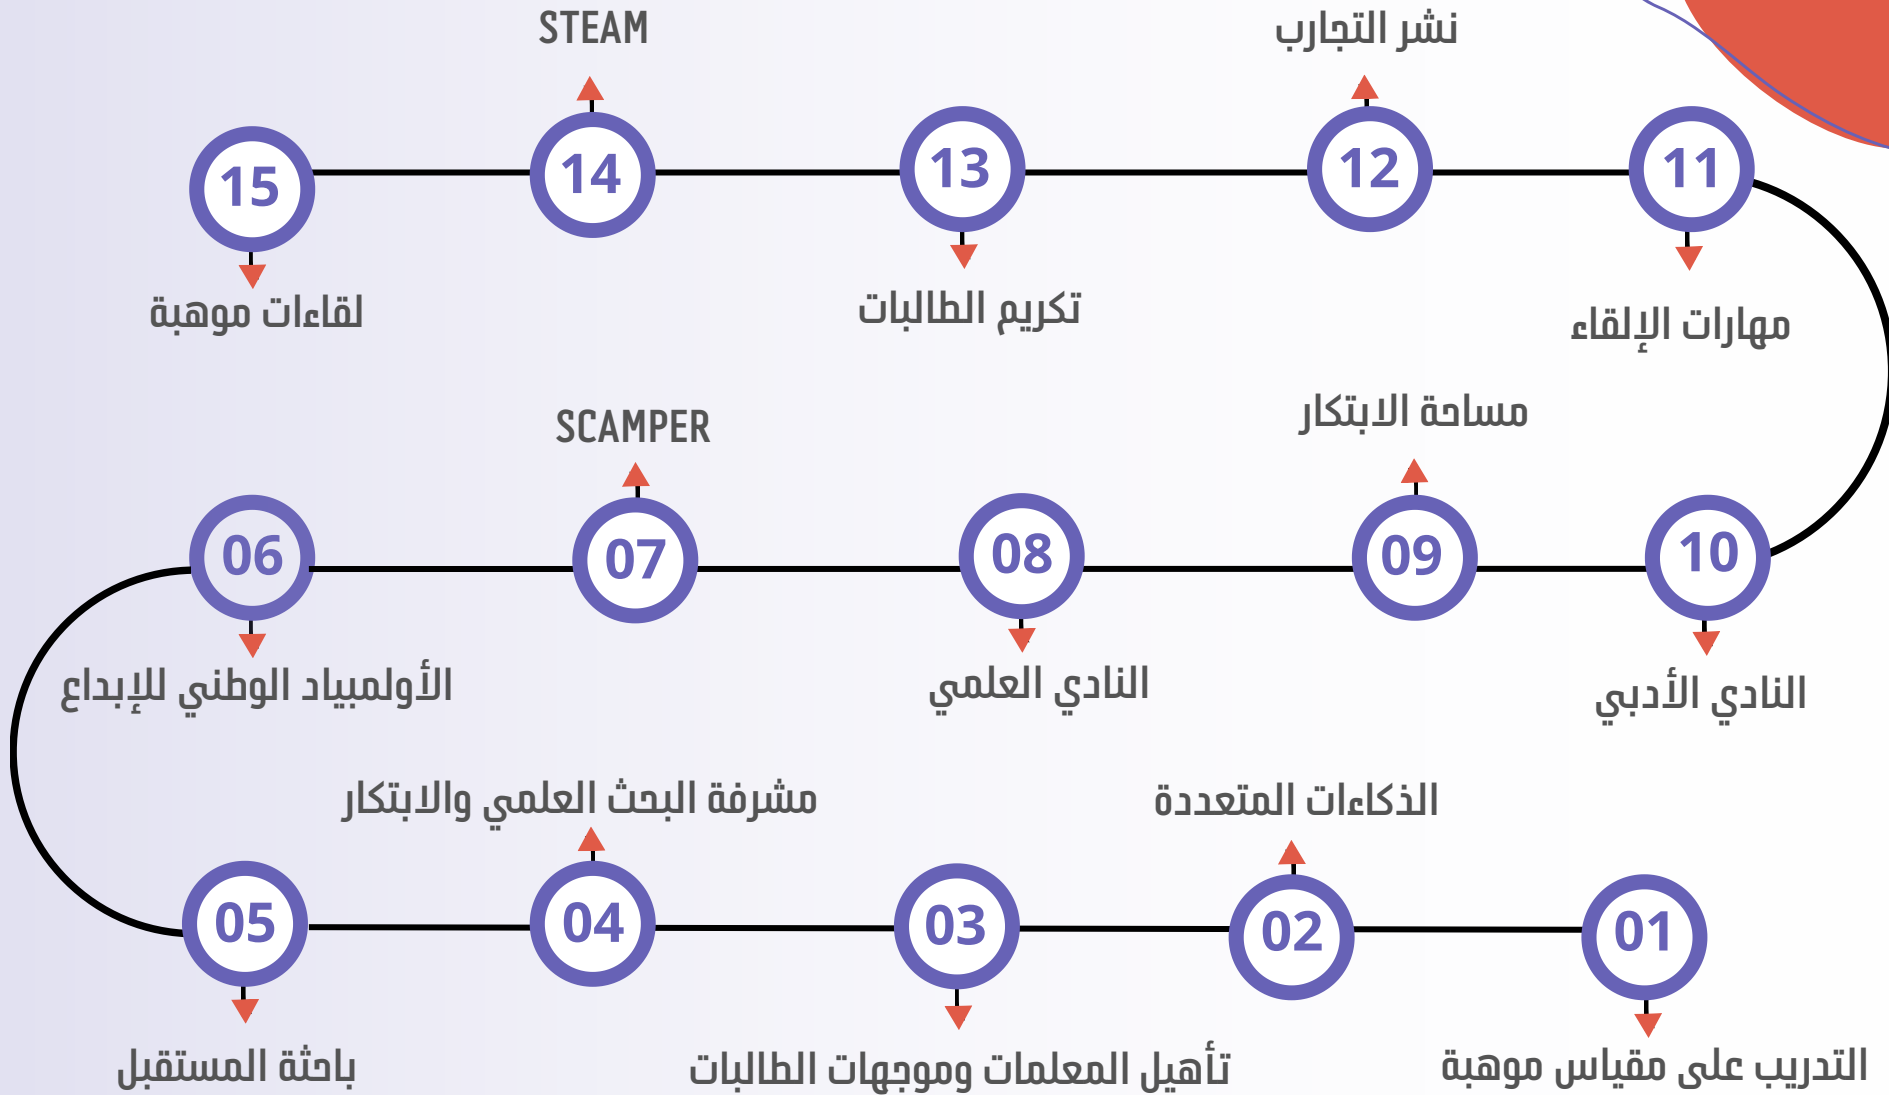 STEAM
نشر التجارب
15
14
13
12
11
لقاءات موهبة
تكريم الطالبات
مهارات الإلقاء
SCAMPER
مساحة الابتكار
06
07
08
09
10
الأولمبياد الوطني للإبداع
النادي العلمي
النادي الأدبي
مشرفة البحث العلمي والابتكار
الذكاءات المتعددة
05
04
03
02
01
باحثة المستقبل
تأهيل المعلمات وموجهات الطالبات
التدريب على مقياس موهبة